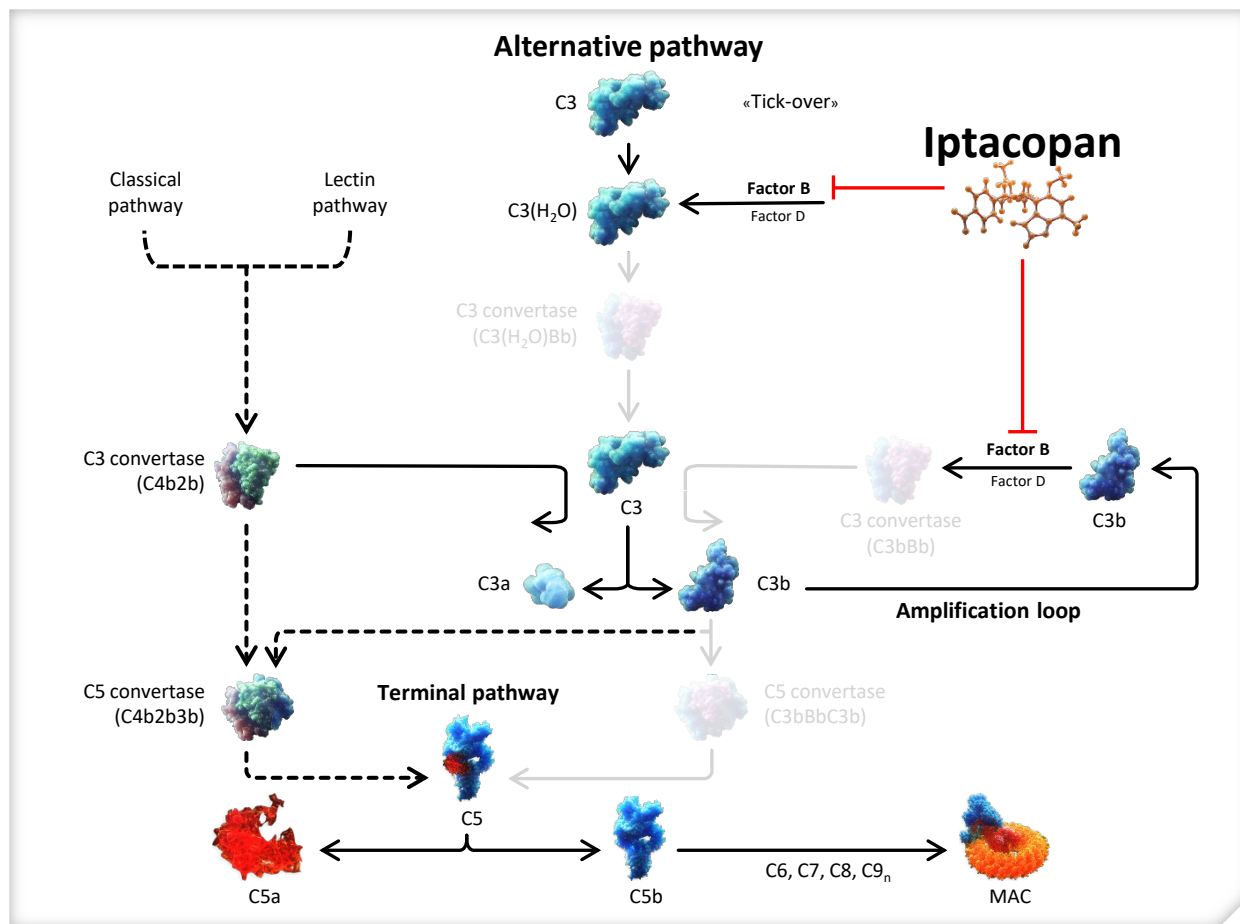 Alternative pathway
C3
«Tick-over»
Iptacopan
Classical
pathway
Lectin
pathway
Factor B
Factor D
C3(H₂O)
C3 convertase
(C3(H₂O)Bb)
C3 convertase
(C4b2b)
C3
Factor B
Factor D
C3b
C3 convertase
(C3bBb)
C3a
C3b
Amplification loop
C5 convertase
(C4b2b3b)
Terminal pathway
C5 convertase
(C3bBbC3b)
C5
C5a
C5b
C6, C7, C8, C9ₙ
MAC